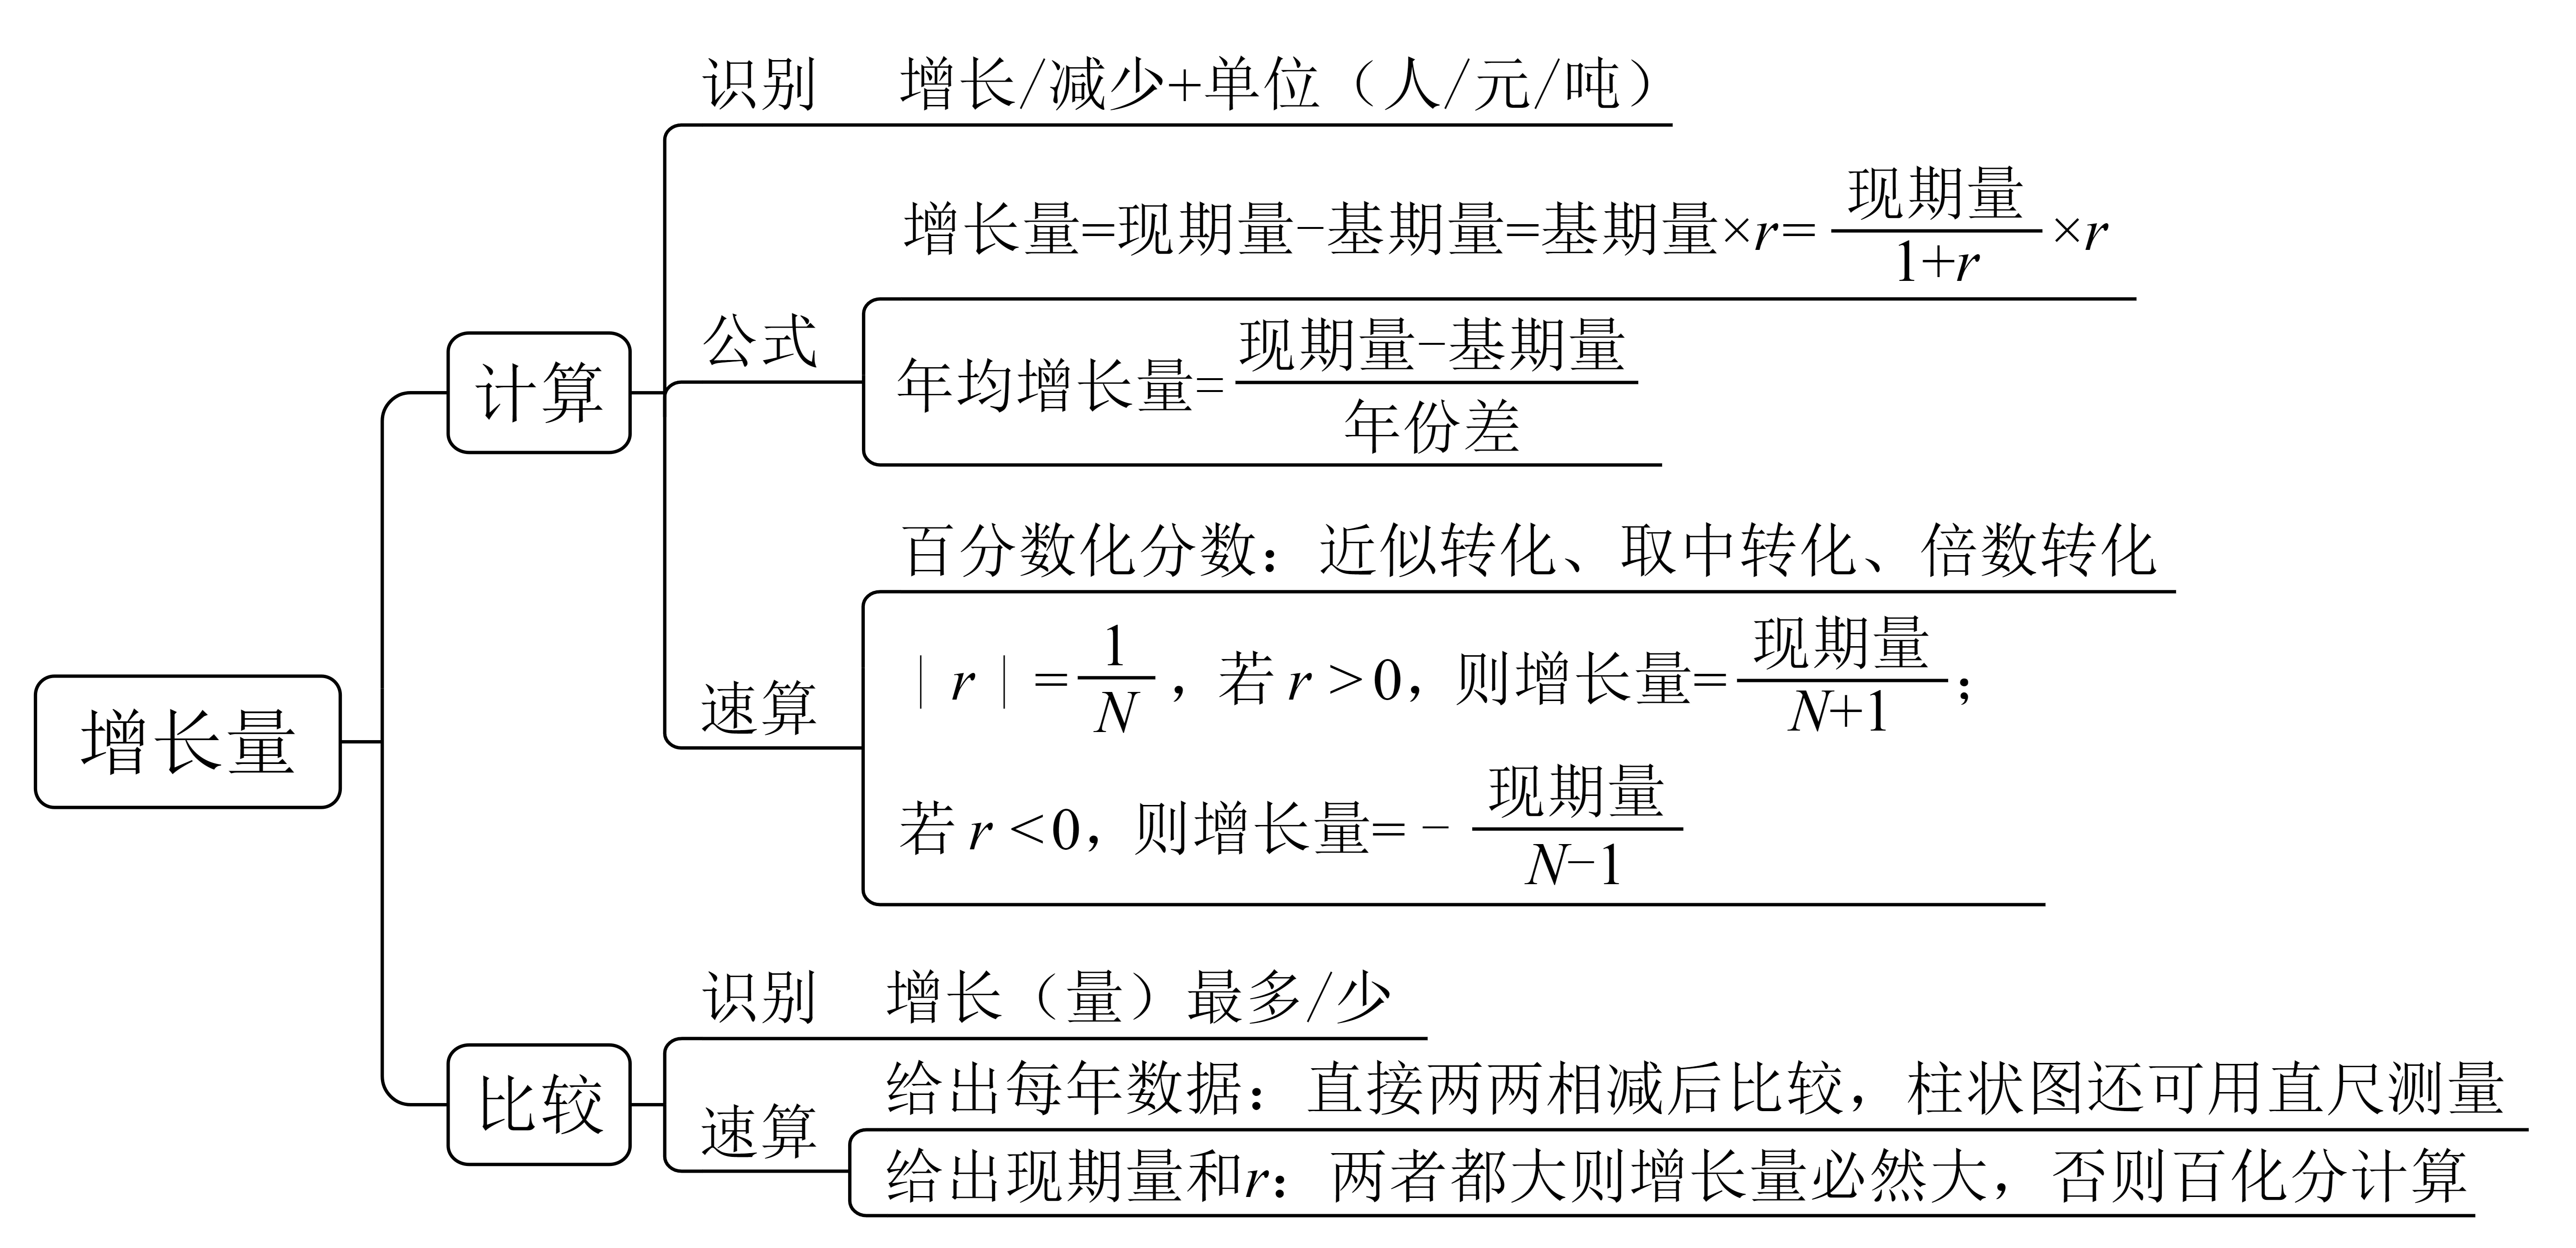 增长量
计算
识别 增长/减少+单位（人/元/吨）
公式
增长量=现期量-基期量=基期量×r=现期量/1+r×r
年均增长量=现期量-基期量/年份差
速算
百分数化分数：近似转化、取中转化、倍数转化
|r|=1/N，若r>0，则增长量=现期量/N+1；
若r<0，则增长量=-现期量/N-1
比较
识别 增长（量）最多/少
速算
给出每年数据：直接两两相减后比较，柱状图还可用直尺测量
给出现期量和r：两者都大则增长量必然大，否则百化分计算